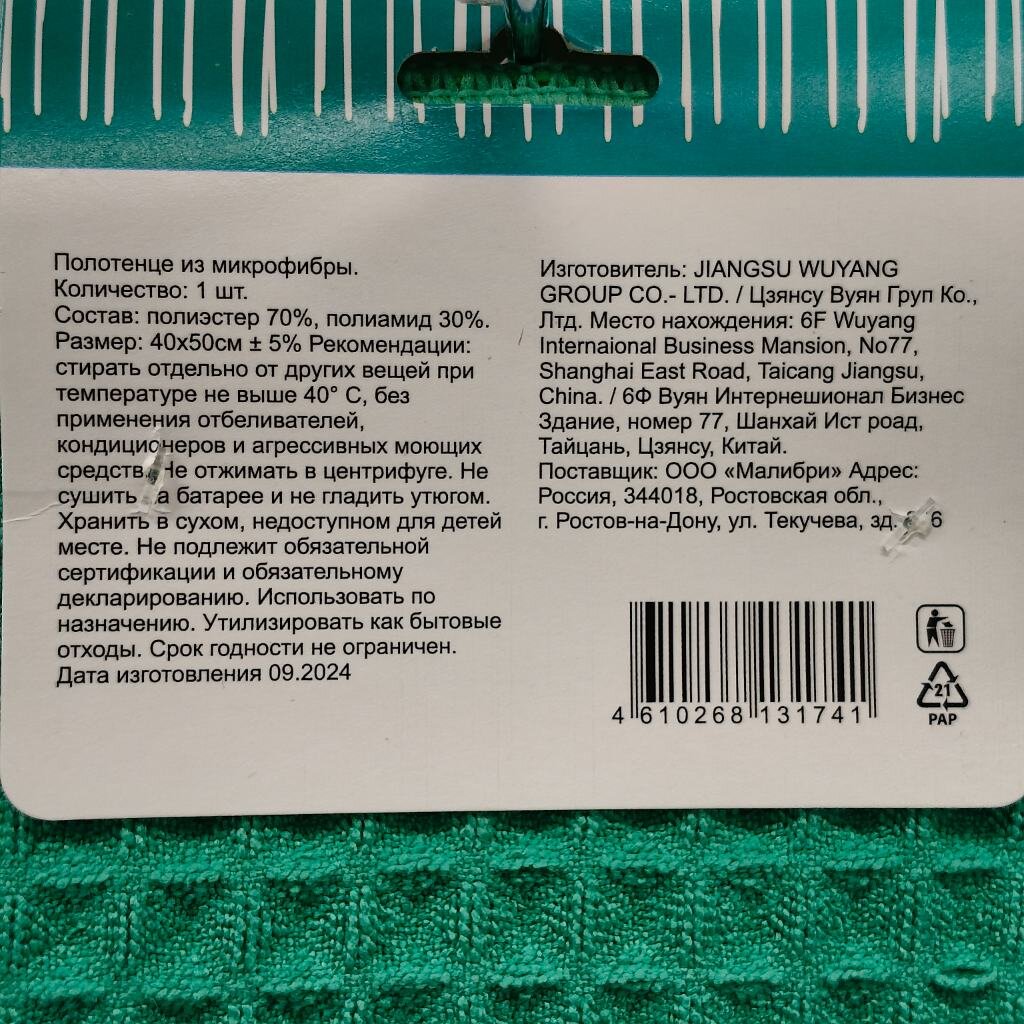 Полотенце из микрофибры.
Количество: 1 шт.
Состав: полиэстер 70%, полиамид 30%.
Размер: 40х50см ± 5% Рекомендации:
стирать отдельно от других вещей при
температуре не выше 40° С, без
применения отбеливателей,
кондиционеров и агрессивных моющих
средств. Не отжимать в центрифуге. Не
сушить на батарее и не гладить утюгом.
Хранить в сухом, недоступном для детей
месте. Не подлежит обязательной
сертификации и обязательному
декларированию. Использовать по
назначению. Утилизировать как бытовые
отходы. Срок годности не ограничен.
Дата изготовления 09.2024
Изготовитель: JIANGSU WUYANG
GROUP CO.- LTD. / Цзянсу Вуян Груп Ко.,
Лтд. Место нахождения: 6F Wuyang
Internaional Business Mansion, No77,
Shanghai East Road, Taicang Jiangsu,
China. / 6Ф Вуян Интернешионал Бизнес
Здание, номер 77, Шанхай Ист роад,
Тайцань, Цзянсу, Китай.
Поставщик: ООО «Малибри» Адрес:
Россия, 344018, Ростовская обл.,
г. Ростов-на-Дону, ул. Текучева, зд.
4 610268 131741
21
PAP